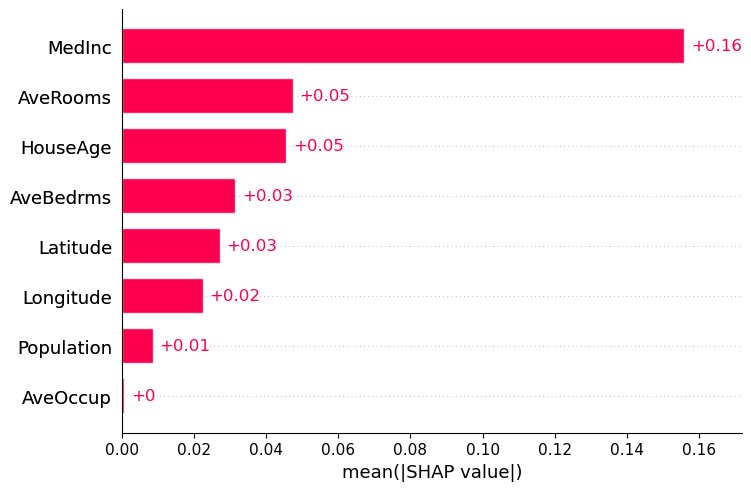 MedInc +0.16
AveRooms +0.05
HouseAge +0.05
AveBedrms +0.03
Latitude +0.03
Longitude +0.02
Population +0.01
AveOccup +0
0.00 0.02 0.04 0.06 0.08 0.10 0.12 0.14 0.16
mean(|SHAP value|)